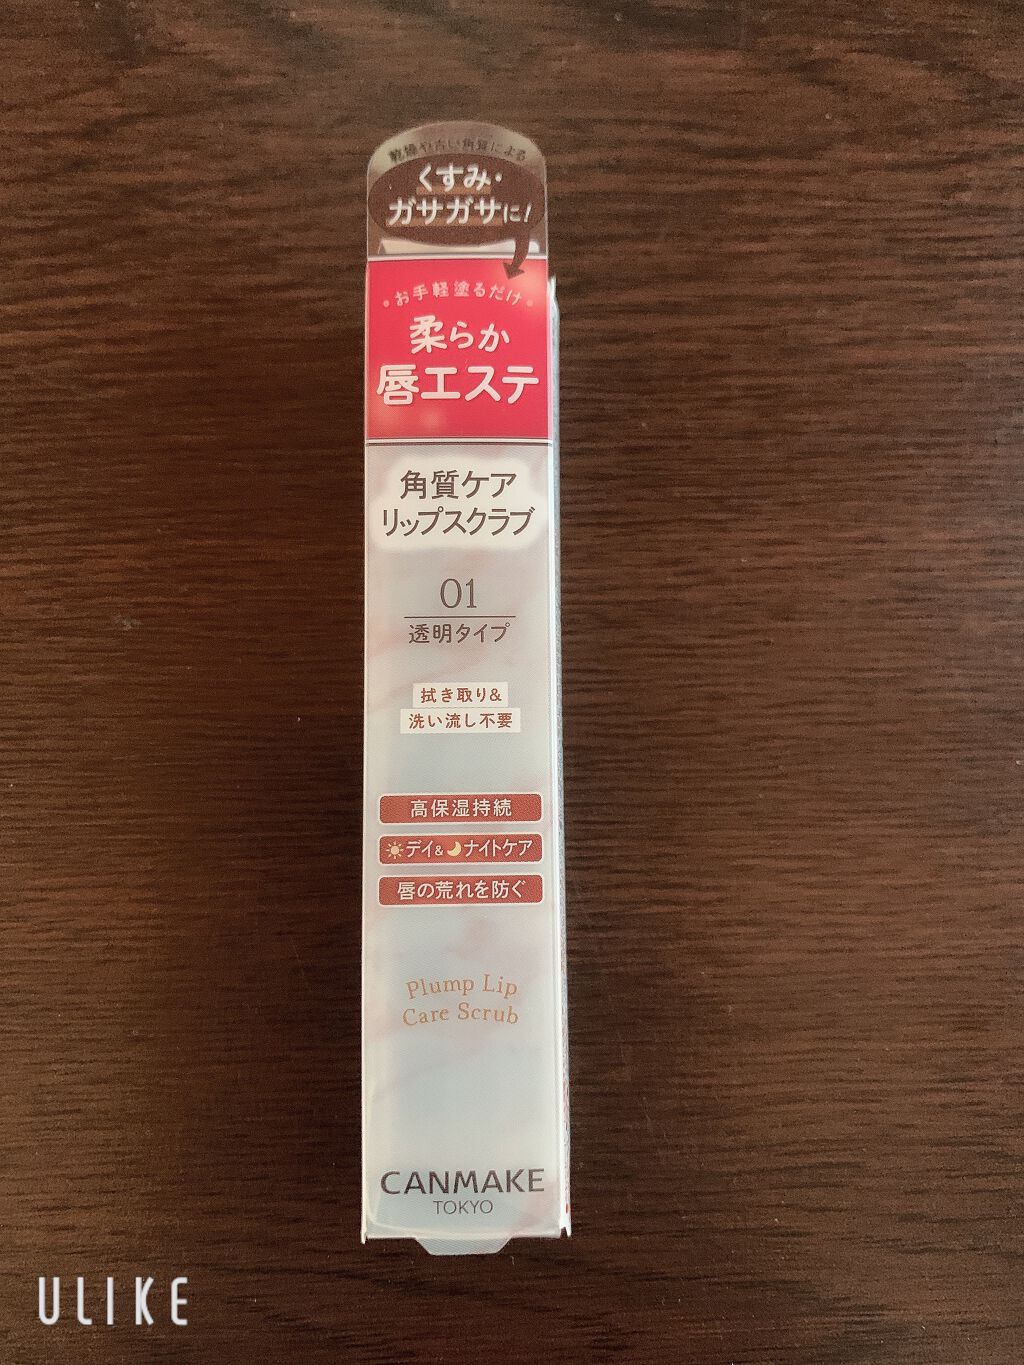 乾燥や古い角質による
くすみ・
ガサガサに!
・お手軽塗るだけ・
柔らか
唇エステ
角質ケア
リップスクラブ
01
透明タイプ
拭き取り&
洗い流し不要
高保湿持続
デイ&ナイトケア
唇の荒れを防ぐ
Plump Lip
Care Scrub
CANMAKE
TOKYO
ULIKE